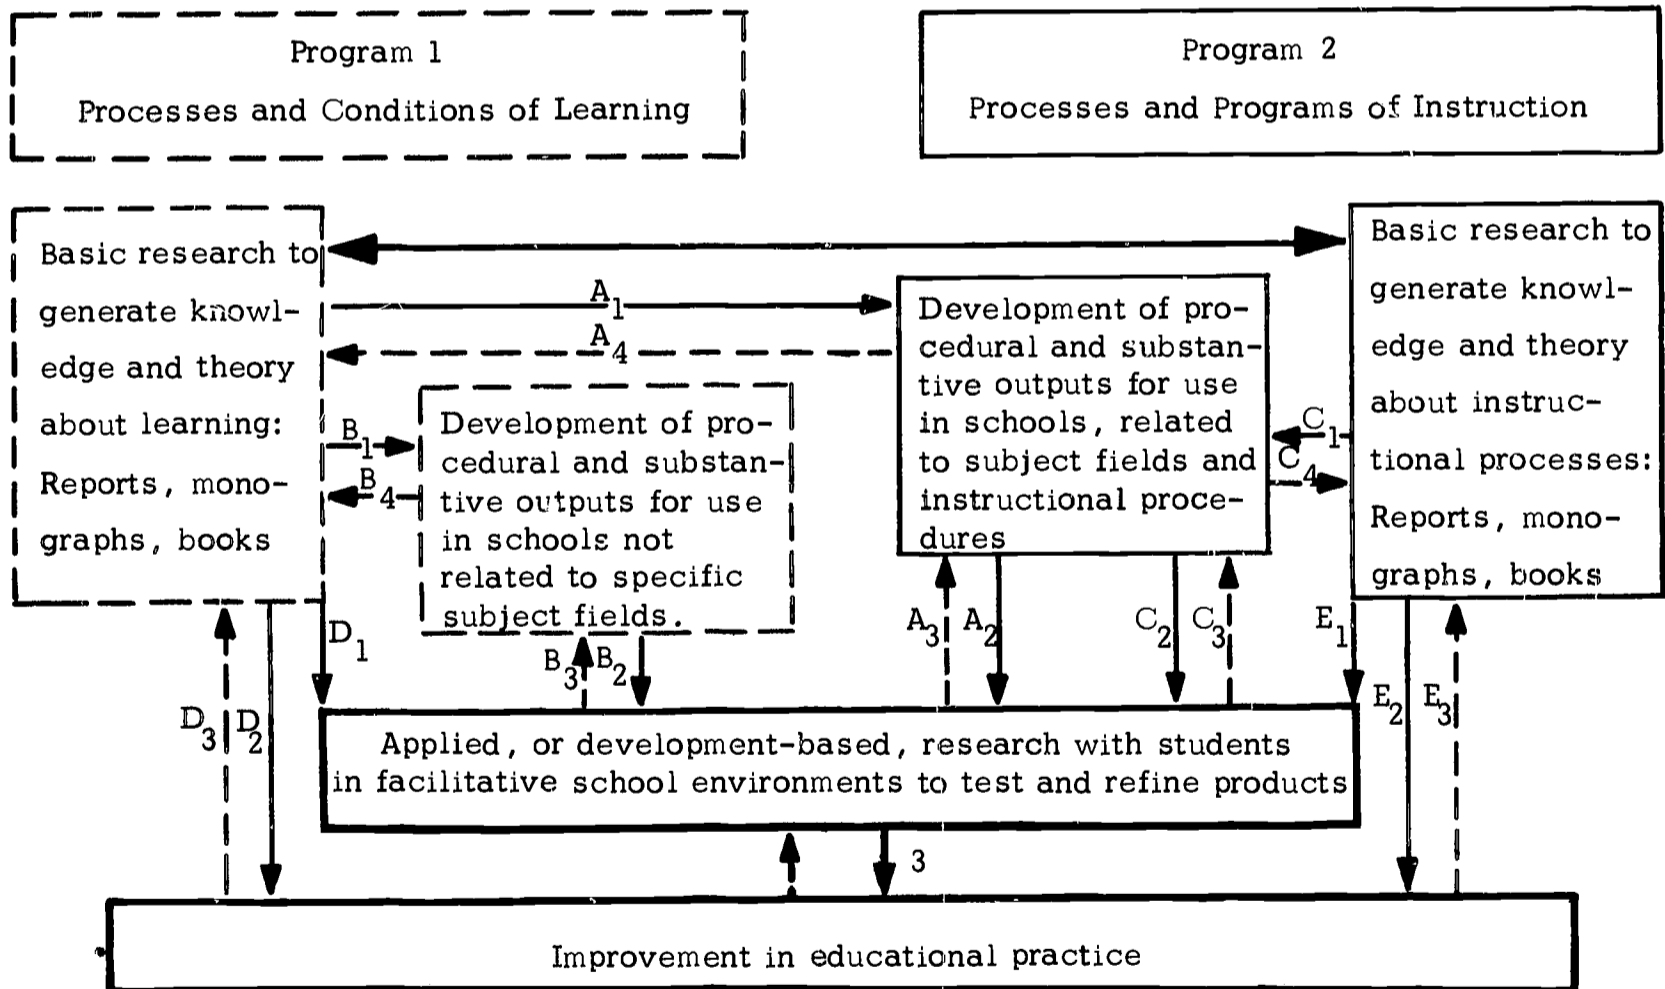 Program 1
Processes and Conditions of Learning
Program 2
Processes and Programs of Instruction
Basic research to
generate knowl-
edge and theory
about learning:
Reports, mono-
graphs, books
A1
A4
B1
B4
Development of pro-
cedural and substan-
tive outputs for use
in schools not
related to specific
subject fields.
Development of pro-
cedural and substan-
tive outputs for use
in schools, related
to subject fields and
instructional proce-
dures
C1
C4
Basic research to
generate knowl-
edge and theory
about instruc-
tional processes:
Reports, mono-
graphs, books
D3
D2
D1
B3
B2
A3
A2
C2
C3
E1
E2
E3
Applied, or development-based, research with students
in facilitative school environments to test and refine products
3
Improvement in educational practice